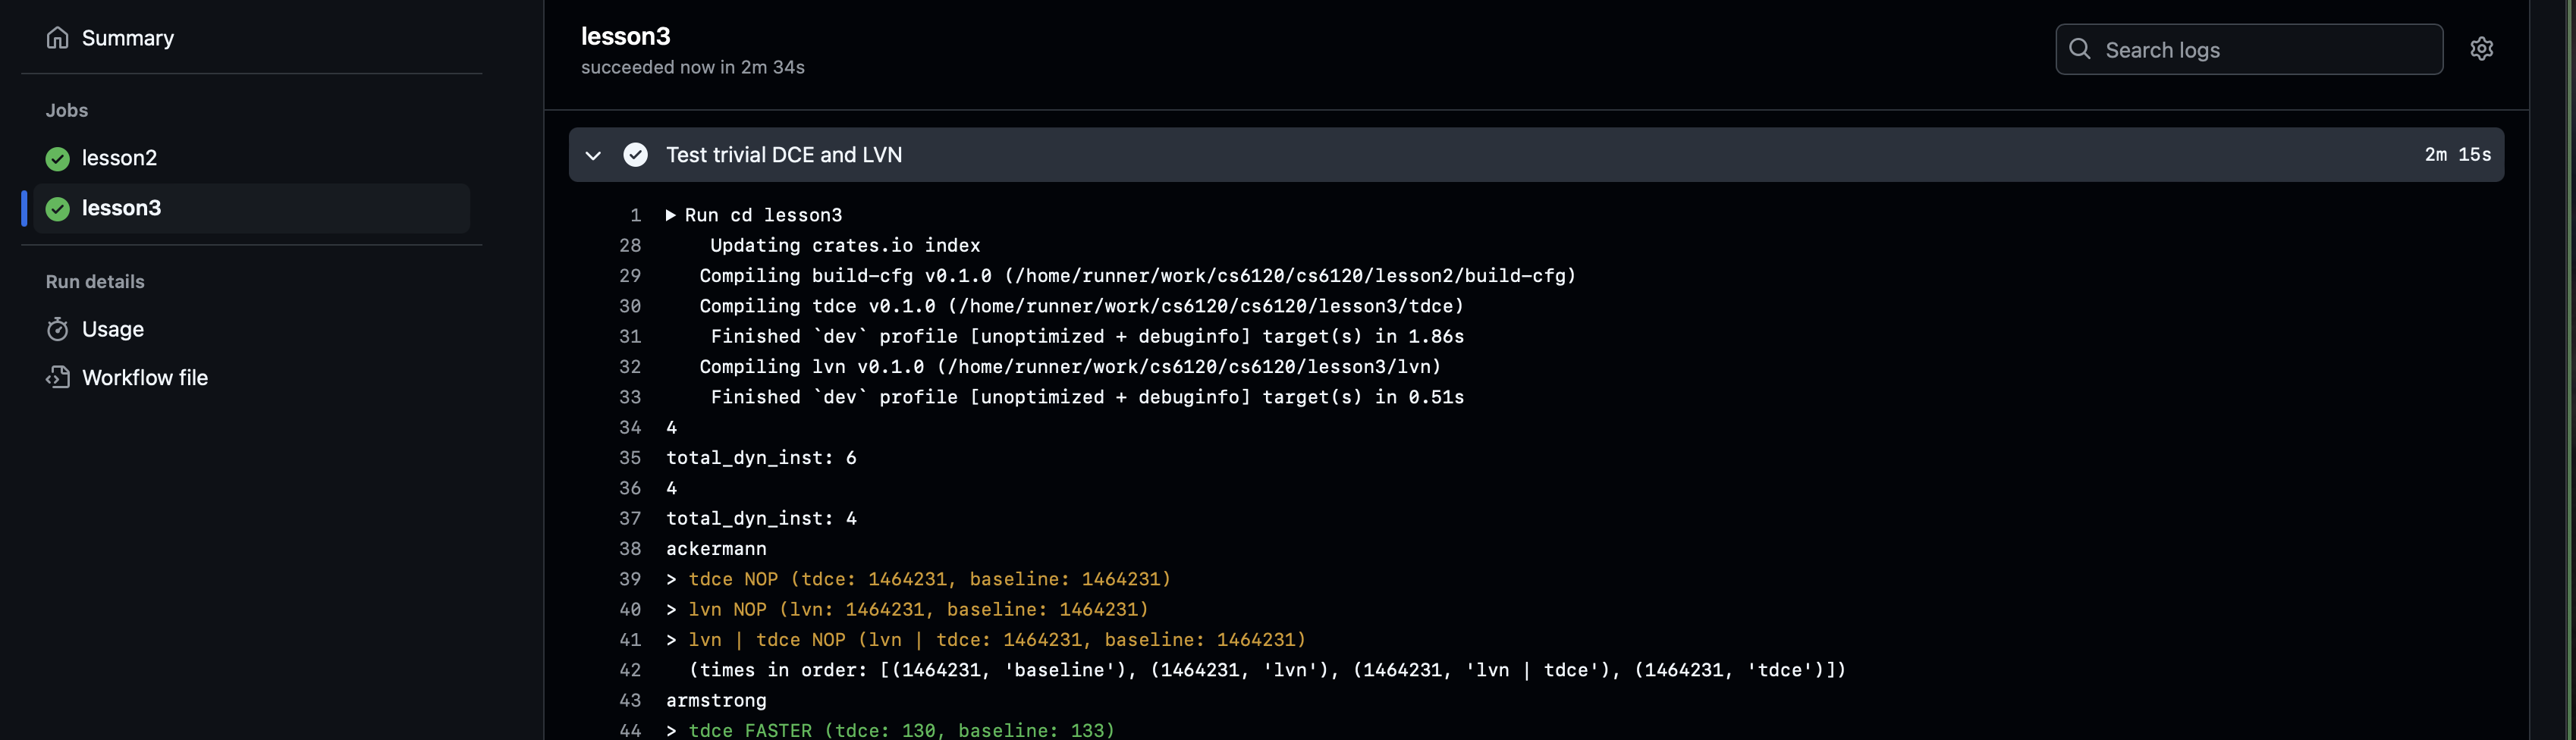 Summary
Jobs
lesson2
lesson3
Run details
Usage
Workflow file
lesson3
succeeded now in 2m 34s
Search logs
Test trivial DCE and LVN 2m 15s
1 Run cd lesson3
28 Updating crates.io index
29 Compiling build-cfg v0.1.0 (/home/runner/work/cs6120/cs6120/lesson2/build-cfg)
30 Compiling tdce v0.1.0 (/home/runner/work/cs6120/cs6120/lesson3/tdce)
31 Finished `dev` profile [unoptimized + debuginfo] target(s) in 1.86s
32 Compiling lvn v0.1.0 (/home/runner/work/cs6120/cs6120/lesson3/lvn)
33 Finished `dev` profile [unoptimized + debuginfo] target(s) in 0.51s
34 4
35 total_dyn_inst: 6
36 4
37 total_dyn_inst: 4
38 ackermann
39 > tdce NOP (tdce: 1464231, baseline: 1464231)
40 > lvn NOP (lvn: 1464231, baseline: 1464231)
41 > lvn | tdce NOP (lvn | tdce: 1464231, baseline: 1464231)
42 (times in order: [(1464231, 'baseline'), (1464231, 'lvn'), (1464231, 'lvn | tdce'), (1464231, 'tdce')])
43 armstrong
44 > tdce FASTER (tdce: 130, baseline: 133)